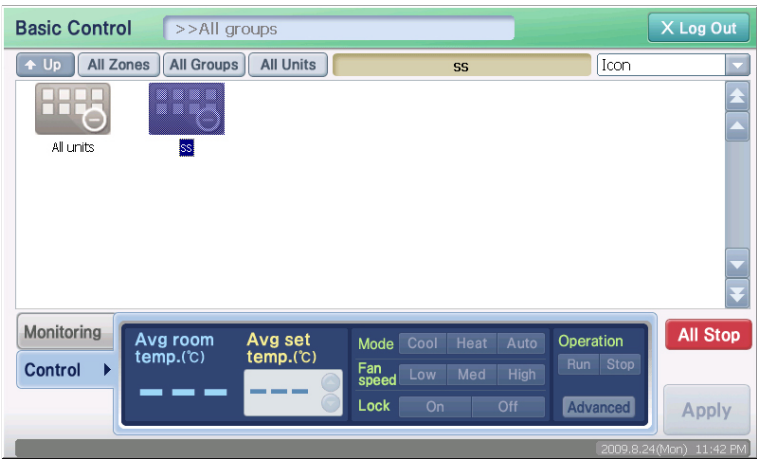 Basic Control >>All groups X Log Out
Up All Zones All Groups All Units ss Icon
All units ss
Monitoring
Control
Avg room temp.(℃)
Avg set temp.(℃)
Mode Cool Heat Auto
Fan speed Low Med High
Lock On Off
Operation
Run Stop
Advanced
All Stop
Apply
2009.8.24(Mon) 11:42 PM